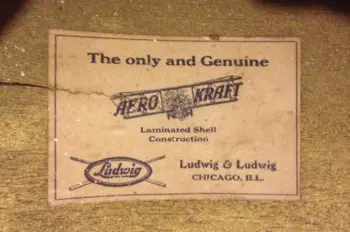 The only and Genuine
AERO KRAFT
Laminated Shell
Construction
Ludwig
Ludwig & Ludwig
CHICAGO, ILL.